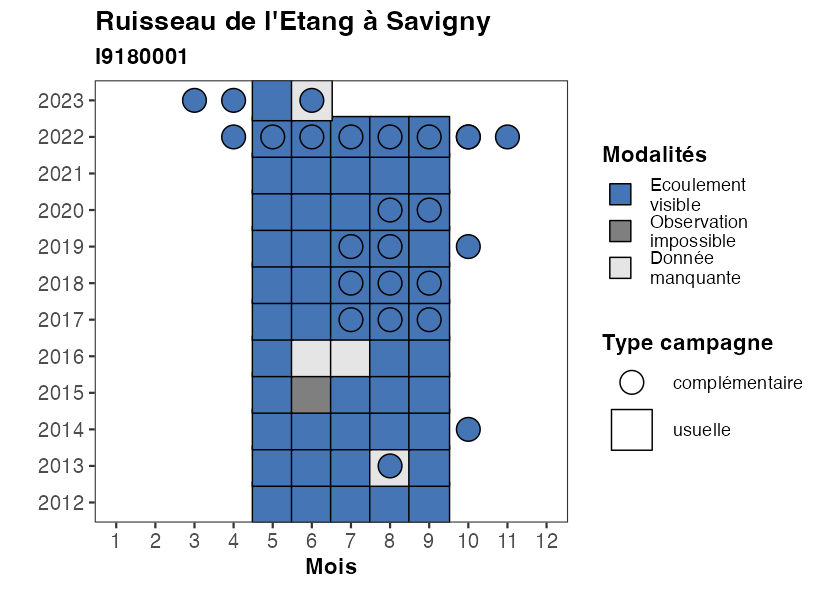 Ruisseau de l'Etang à Savigny
I9180001
2023
2022
2021
2020
2019
2018
2017
2016
2015
2014
2013
2012
1 2 3 4 5 6 7 8 9 10 11 12
Mois
Modalités
Ecoulement
visible
Observation
impossible
Donnée
manquante
Type campagne
complémentaire
usuelle